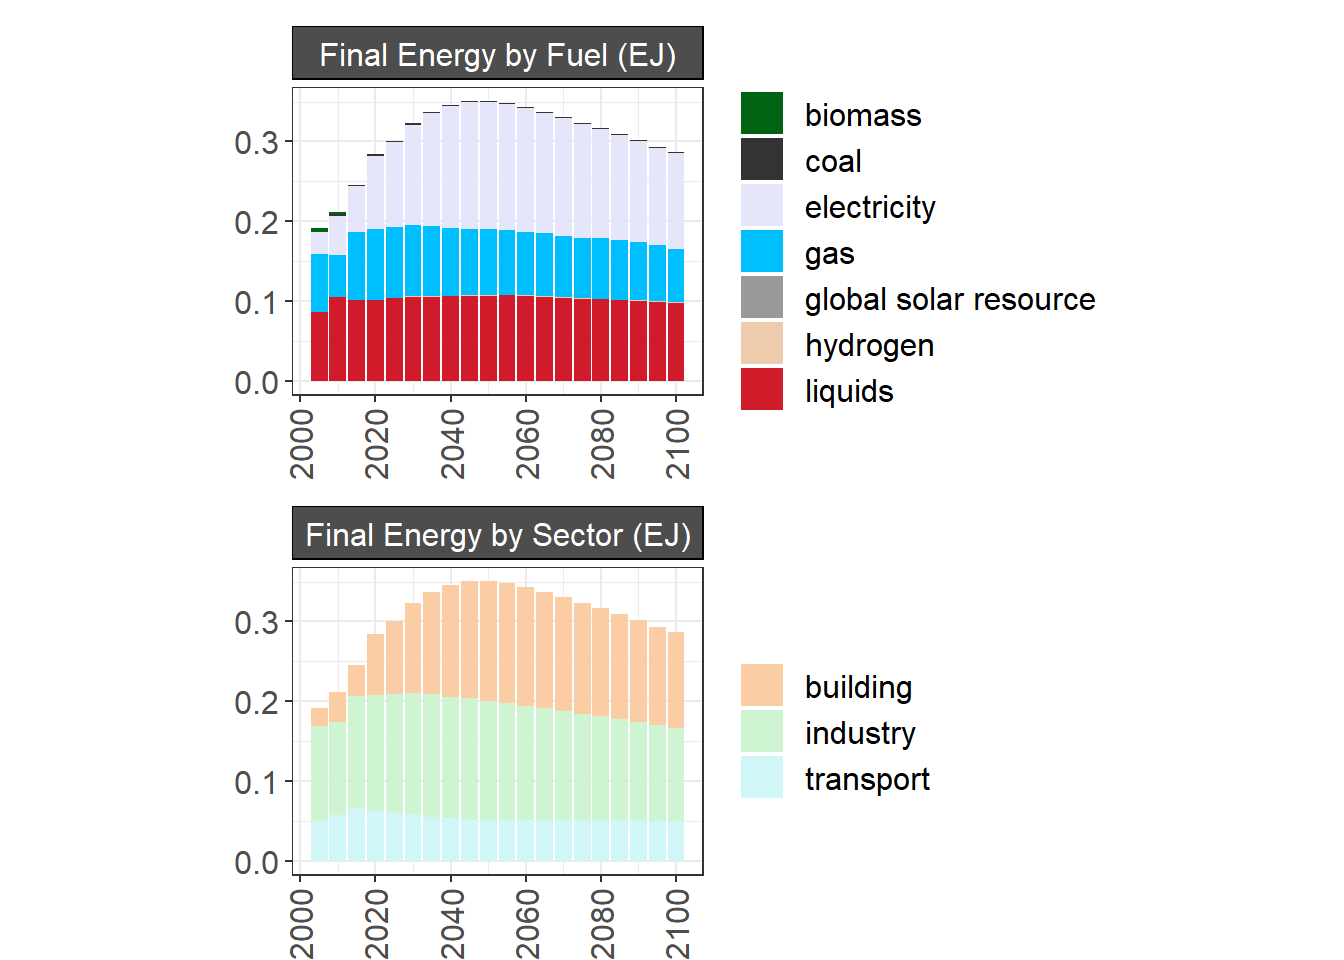 Final Energy by Fuel (EJ)
0.3
0.2
0.1
0.0
2000
2020
2040
2060
2080
2100
biomass
coal
electricity
gas
global solar resource
hydrogen
liquids
Final Energy by Sector (EJ)
0.3
0.2
0.1
0.0
2000
2020
2040
2060
2080
2100
building
industry
transport